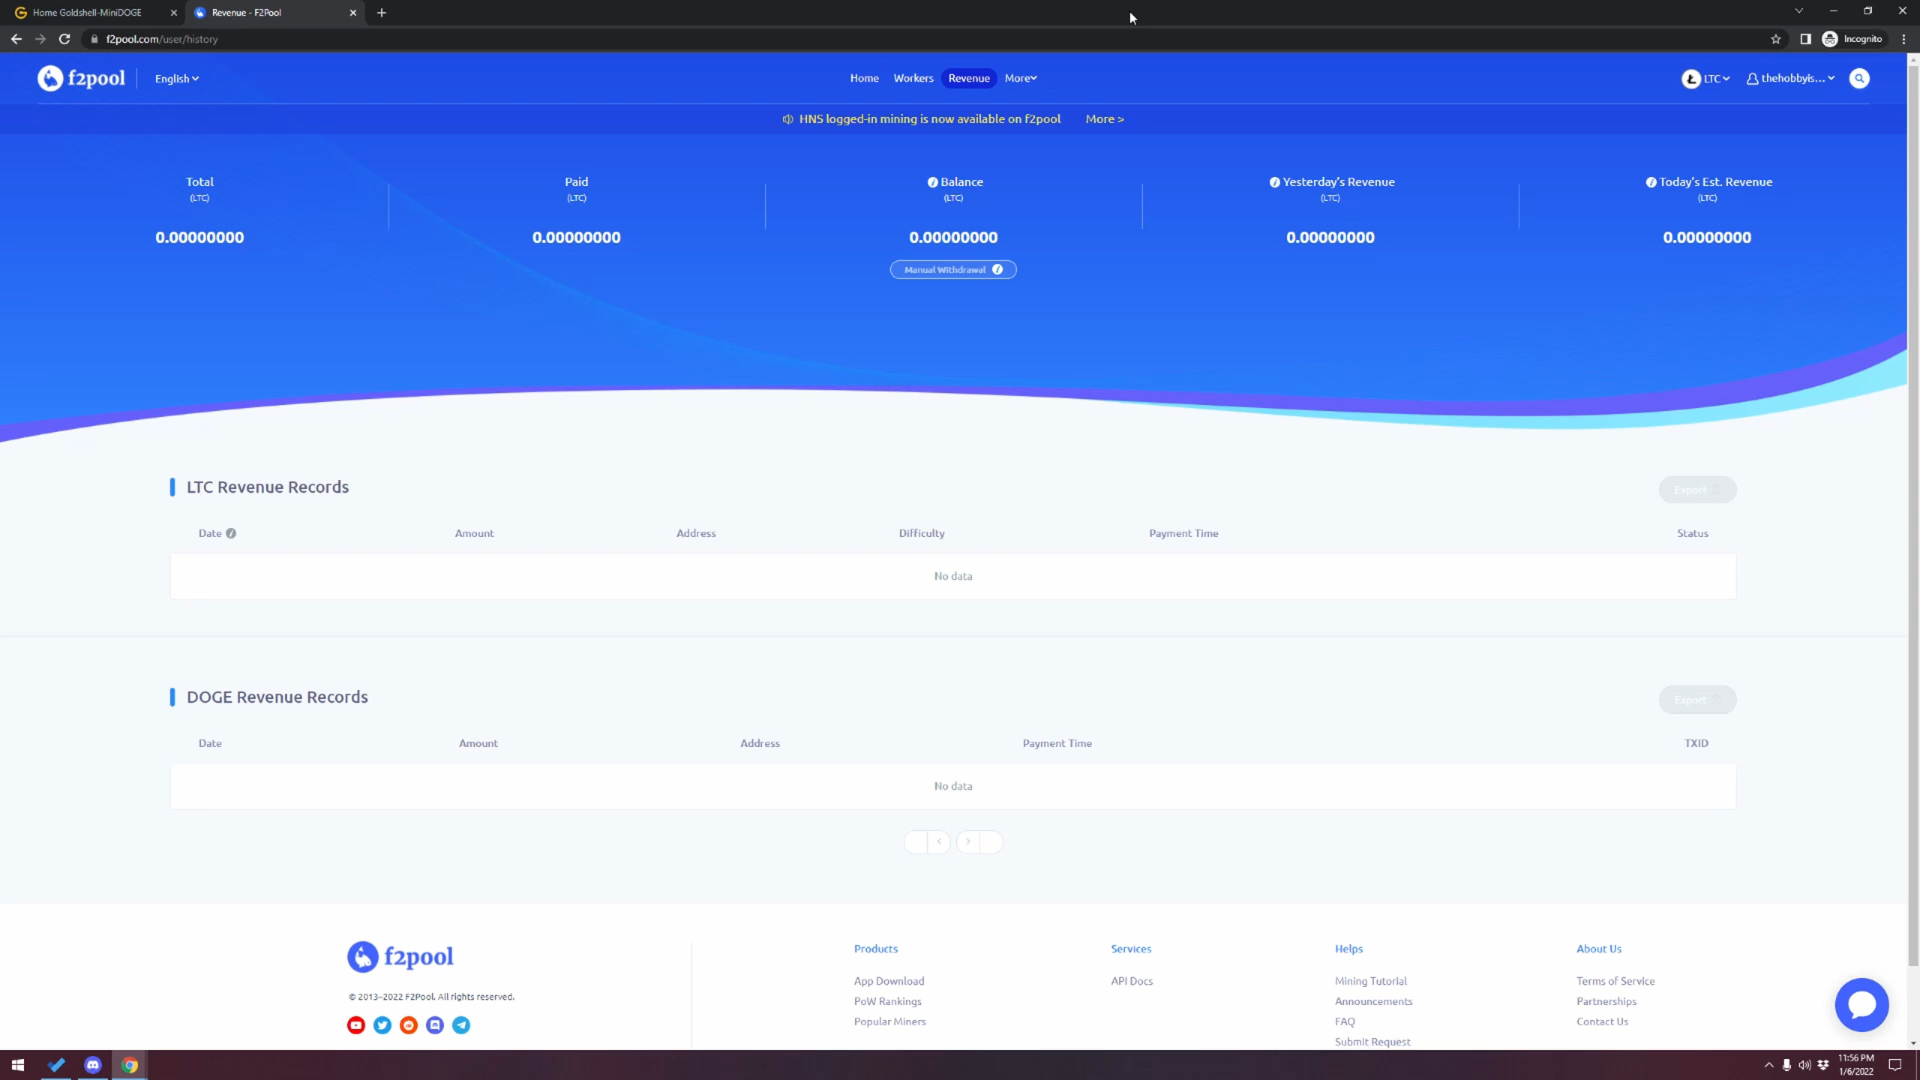 Home Goldshell-MiniDOGE
Revenue - F2Pool
f2pool.com/user/history
Incognito
f2pool
English
Home
Workers
Revenue
More
LTC
thehobbyis...
HNS logged-in mining is now available on f2pool
More >
Total
(LTC)
0.00000000
Paid
(LTC)
0.00000000
Balance
(LTC)
0.00000000
Manual Withdrawal
Yesterday's Revenue
(LTC)
0.00000000
Today's Est. Revenue
(LTC)
0.00000000
LTC Revenue Records
Export
Date
Amount
Address
Difficulty
Payment Time
Status
No data
DOGE Revenue Records
Export
Date
Amount
Address
Payment Time
TXID
No data
f2pool
© 2013–2022 F2Pool. All rights reserved.
Products
App Download
PoW Rankings
Popular Miners
Services
API Docs
Helps
Mining Tutorial
Announcements
FAQ
Submit Request
About Us
Terms of Service
Partnerships
Contact Us
11:56 PM
1/6/2022